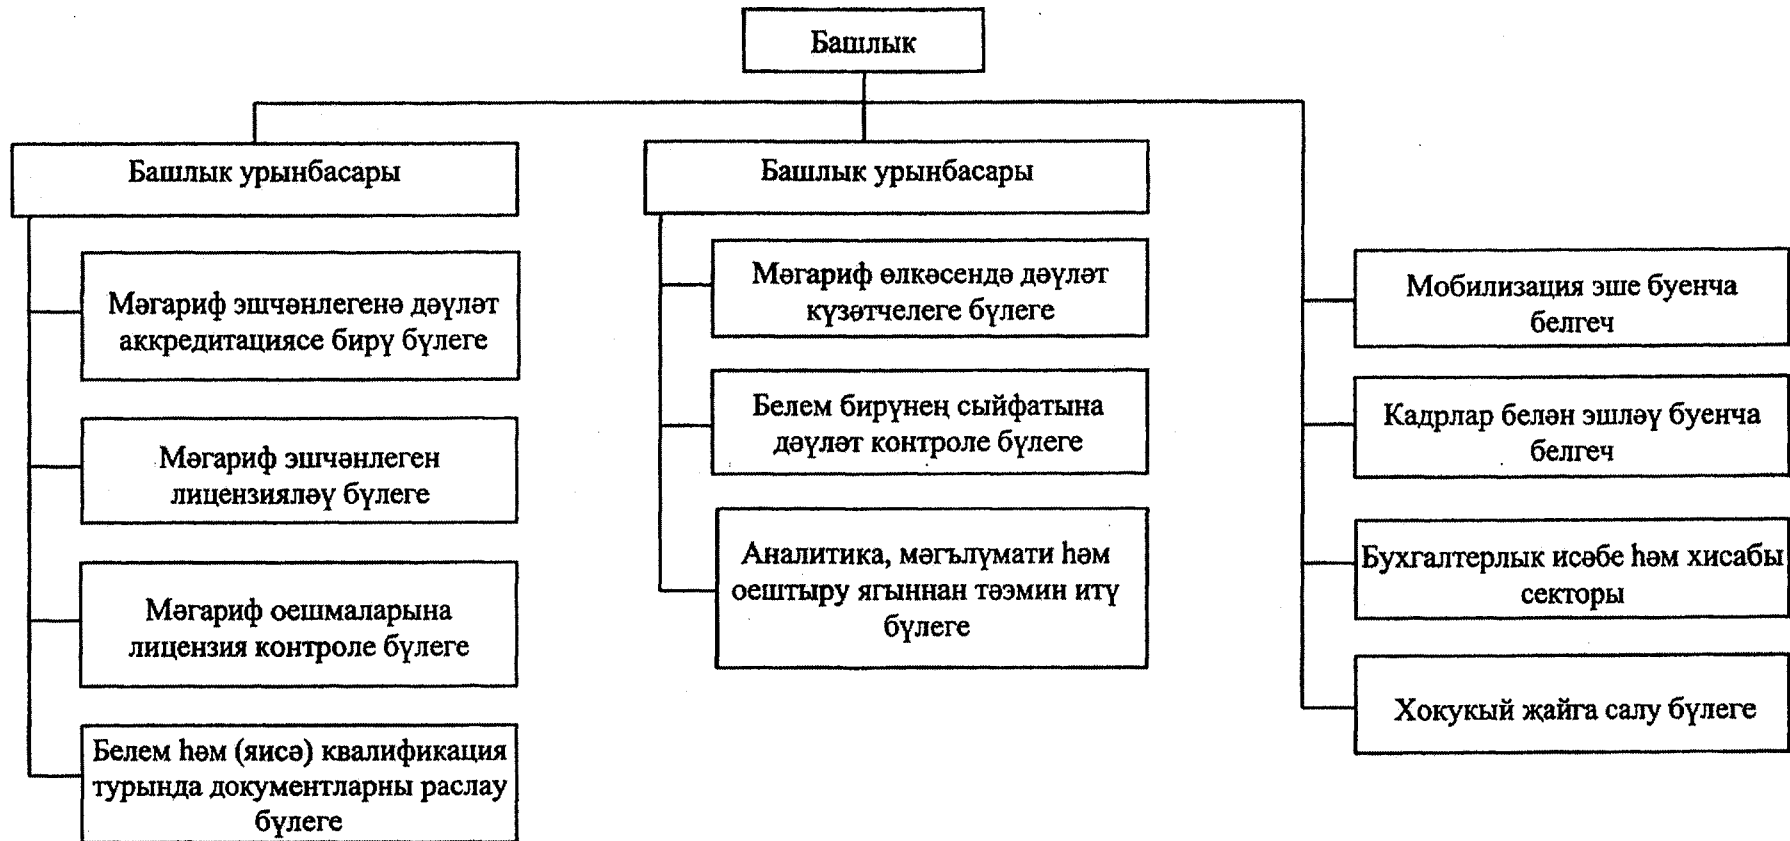 Башлык
Башлык урынбасары
Мәгариф эшчәнлегенә дәүләт
аккредитациясе бирү бүлеге
Мәгариф эшчәнлеген
лицензияләү бүлеге
Мәгариф оешмаларына
лицензия контроле бүлеге
Белем һәм (яисә) квалификация
турында документларны раслау
бүлеге
Башлык урынбасары
Мәгариф өлкәсендә дәүләт
күзәтчелеге бүлеге
Белем бирүнең сыйфатына
дәүләт контроле бүлеге
Аналитика, мәгълүмати һәм
оештыру ягыннан тәэмин итү
бүлеге
Мобилизация эше буенча
белгеч
Кадрлар белән эшләү буенча
белгеч
Бухгалтерлык исәбе һәм хисабы
секторы
Хокукый җайга салу бүлеге